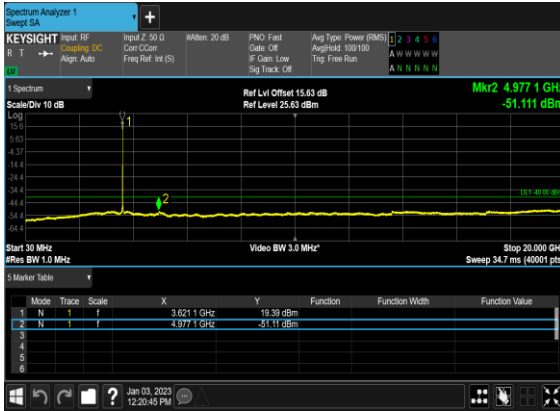 Spectrum Analyzer 1
Swept SA
+
KEYSIGHT Input: RF Input Z: 50 Ω #Atten: 20 dB PNO: Fast Avg Type: Power (RMS) 1 2 3 4 5 6
R T Coupling: DC Corr CCorr Gate: Off Avg|Hold: 100/100 A W W W W W
Align: Auto Freq Ref: Int (S) IF Gain: Low Trig: Free Run
Sig Track: Off A N N N N N
1 Spectrum
Ref Lvl Offset 15.63 dB Mkr2 4.977 1 GHz
Scale/Div 10 dB Ref Level 25.63 dBm -51.111 dBm
Log
15.6
5.63
-4.37
-14.4
-24.4
-34.4
-44.4
-54.4
1
2
DL1 -40.00 dBm
Start 30 MHz Video BW 3.0 MHz* Stop 20.000 GHz
#Res BW 1.0 MHz Sweep 34.7 ms (40001 pts)
5 Marker Table
Mode Trace Scale X Y Function Function Width Function Value
1 N 1 f 3.621 1 GHz 19.39 dBm
2 N 1 f 4.977 1 GHz -51.11 dBm
3
4
5
6
? Jan 03, 2023
12:20:45 PM